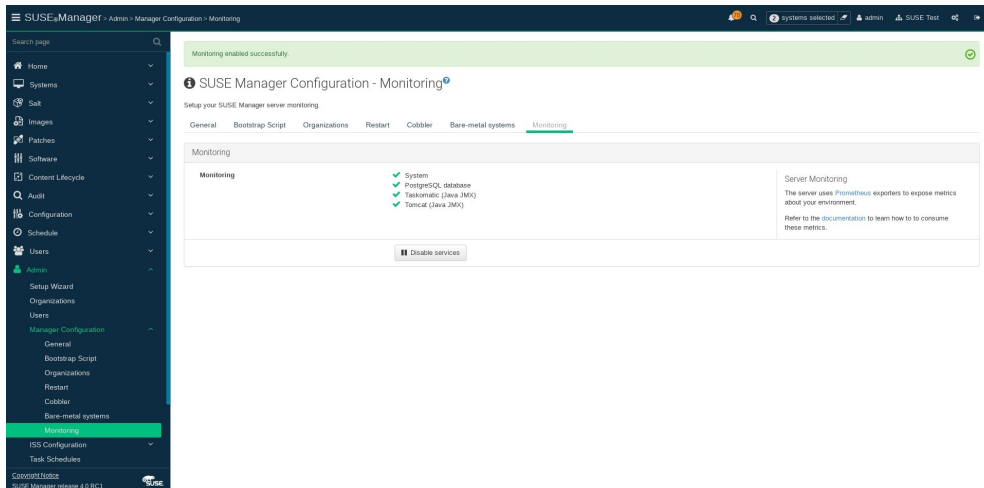 SUSE®Manager > Admin > Manager Configuration > Monitoring
2 systems selected
admin
SUSE Test
Search page
Home
Systems
Salt
Images
Patches
Software
Content Lifecycle
Audit
Configuration
Schedule
Users
Admin
Setup Wizard
Organizations
Users
Manager Configuration
General
Bootstrap Script
Organizations
Restart
Cobbler
Bare-metal systems
Monitoring
ISS Configuration
Task Schedules
Copyright Notice
SUSE Manager release 4.0 RC1
SUSE
Monitoring enabled successfully.
SUSE Manager Configuration - Monitoring
Setup your SUSE Manager server monitoring.
General Bootstrap Script Organizations Restart Cobbler Bare-metal systems Monitoring
Monitoring
Monitoring
System
PostgreSQL database
Taskomatic (Java JMX)
Tomcat (Java JMX)
Server Monitoring
The server uses Prometheus exporters to expose metrics
about your environment.
Refer to the documentation to learn how to to consume
these metrics.
Disable services